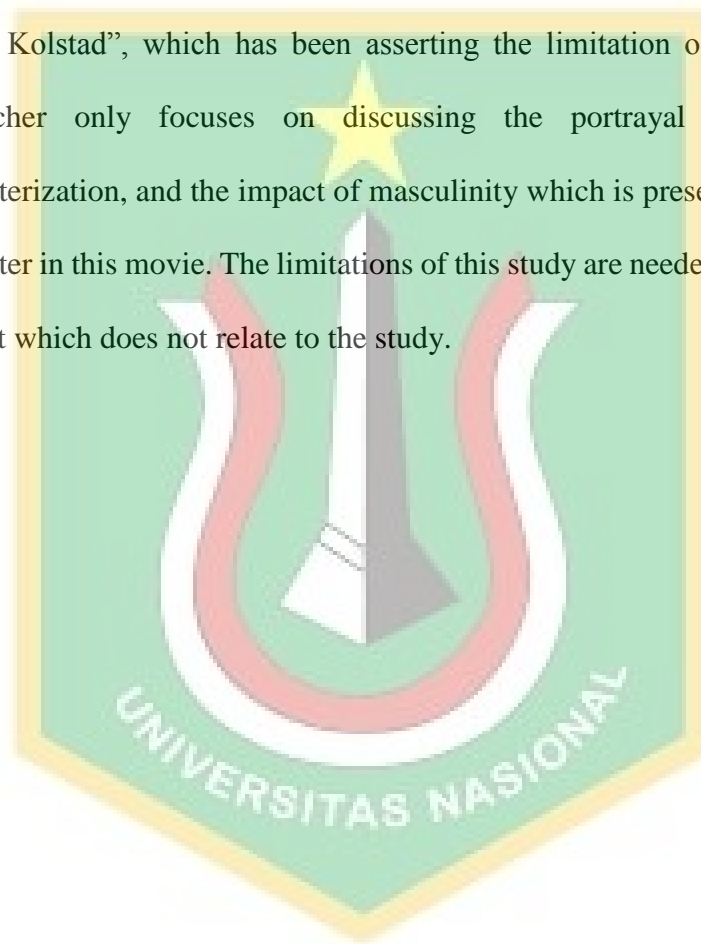 Kolstad”, which has been asserting the limitation o
cher only focuses on discussing the portrayal
terization, and the impact of masculinity which is prese
ter in this movie. The limitations of this study are neede
t which does not relate to the study.
UNIVERSITAS NASIONAL